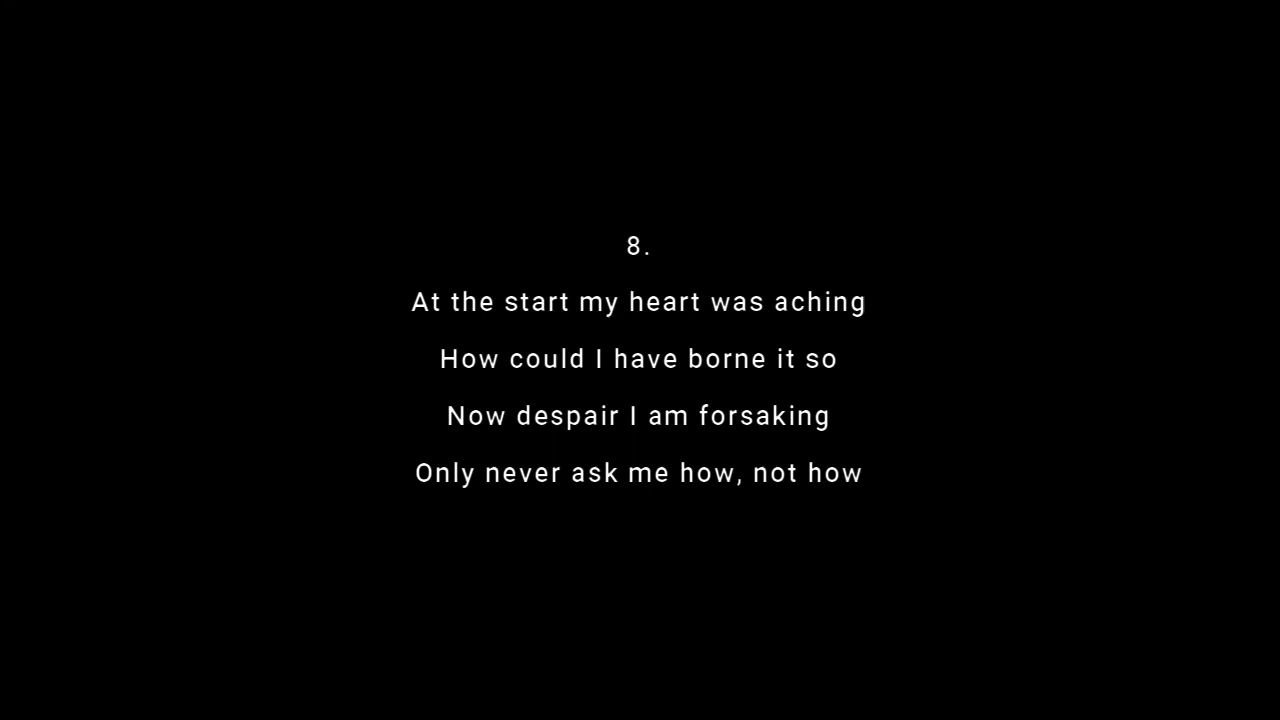 8.
At the start my heart was aching
How could I have borne it so
Now despair I am forsaking
Only never ask me how, not how